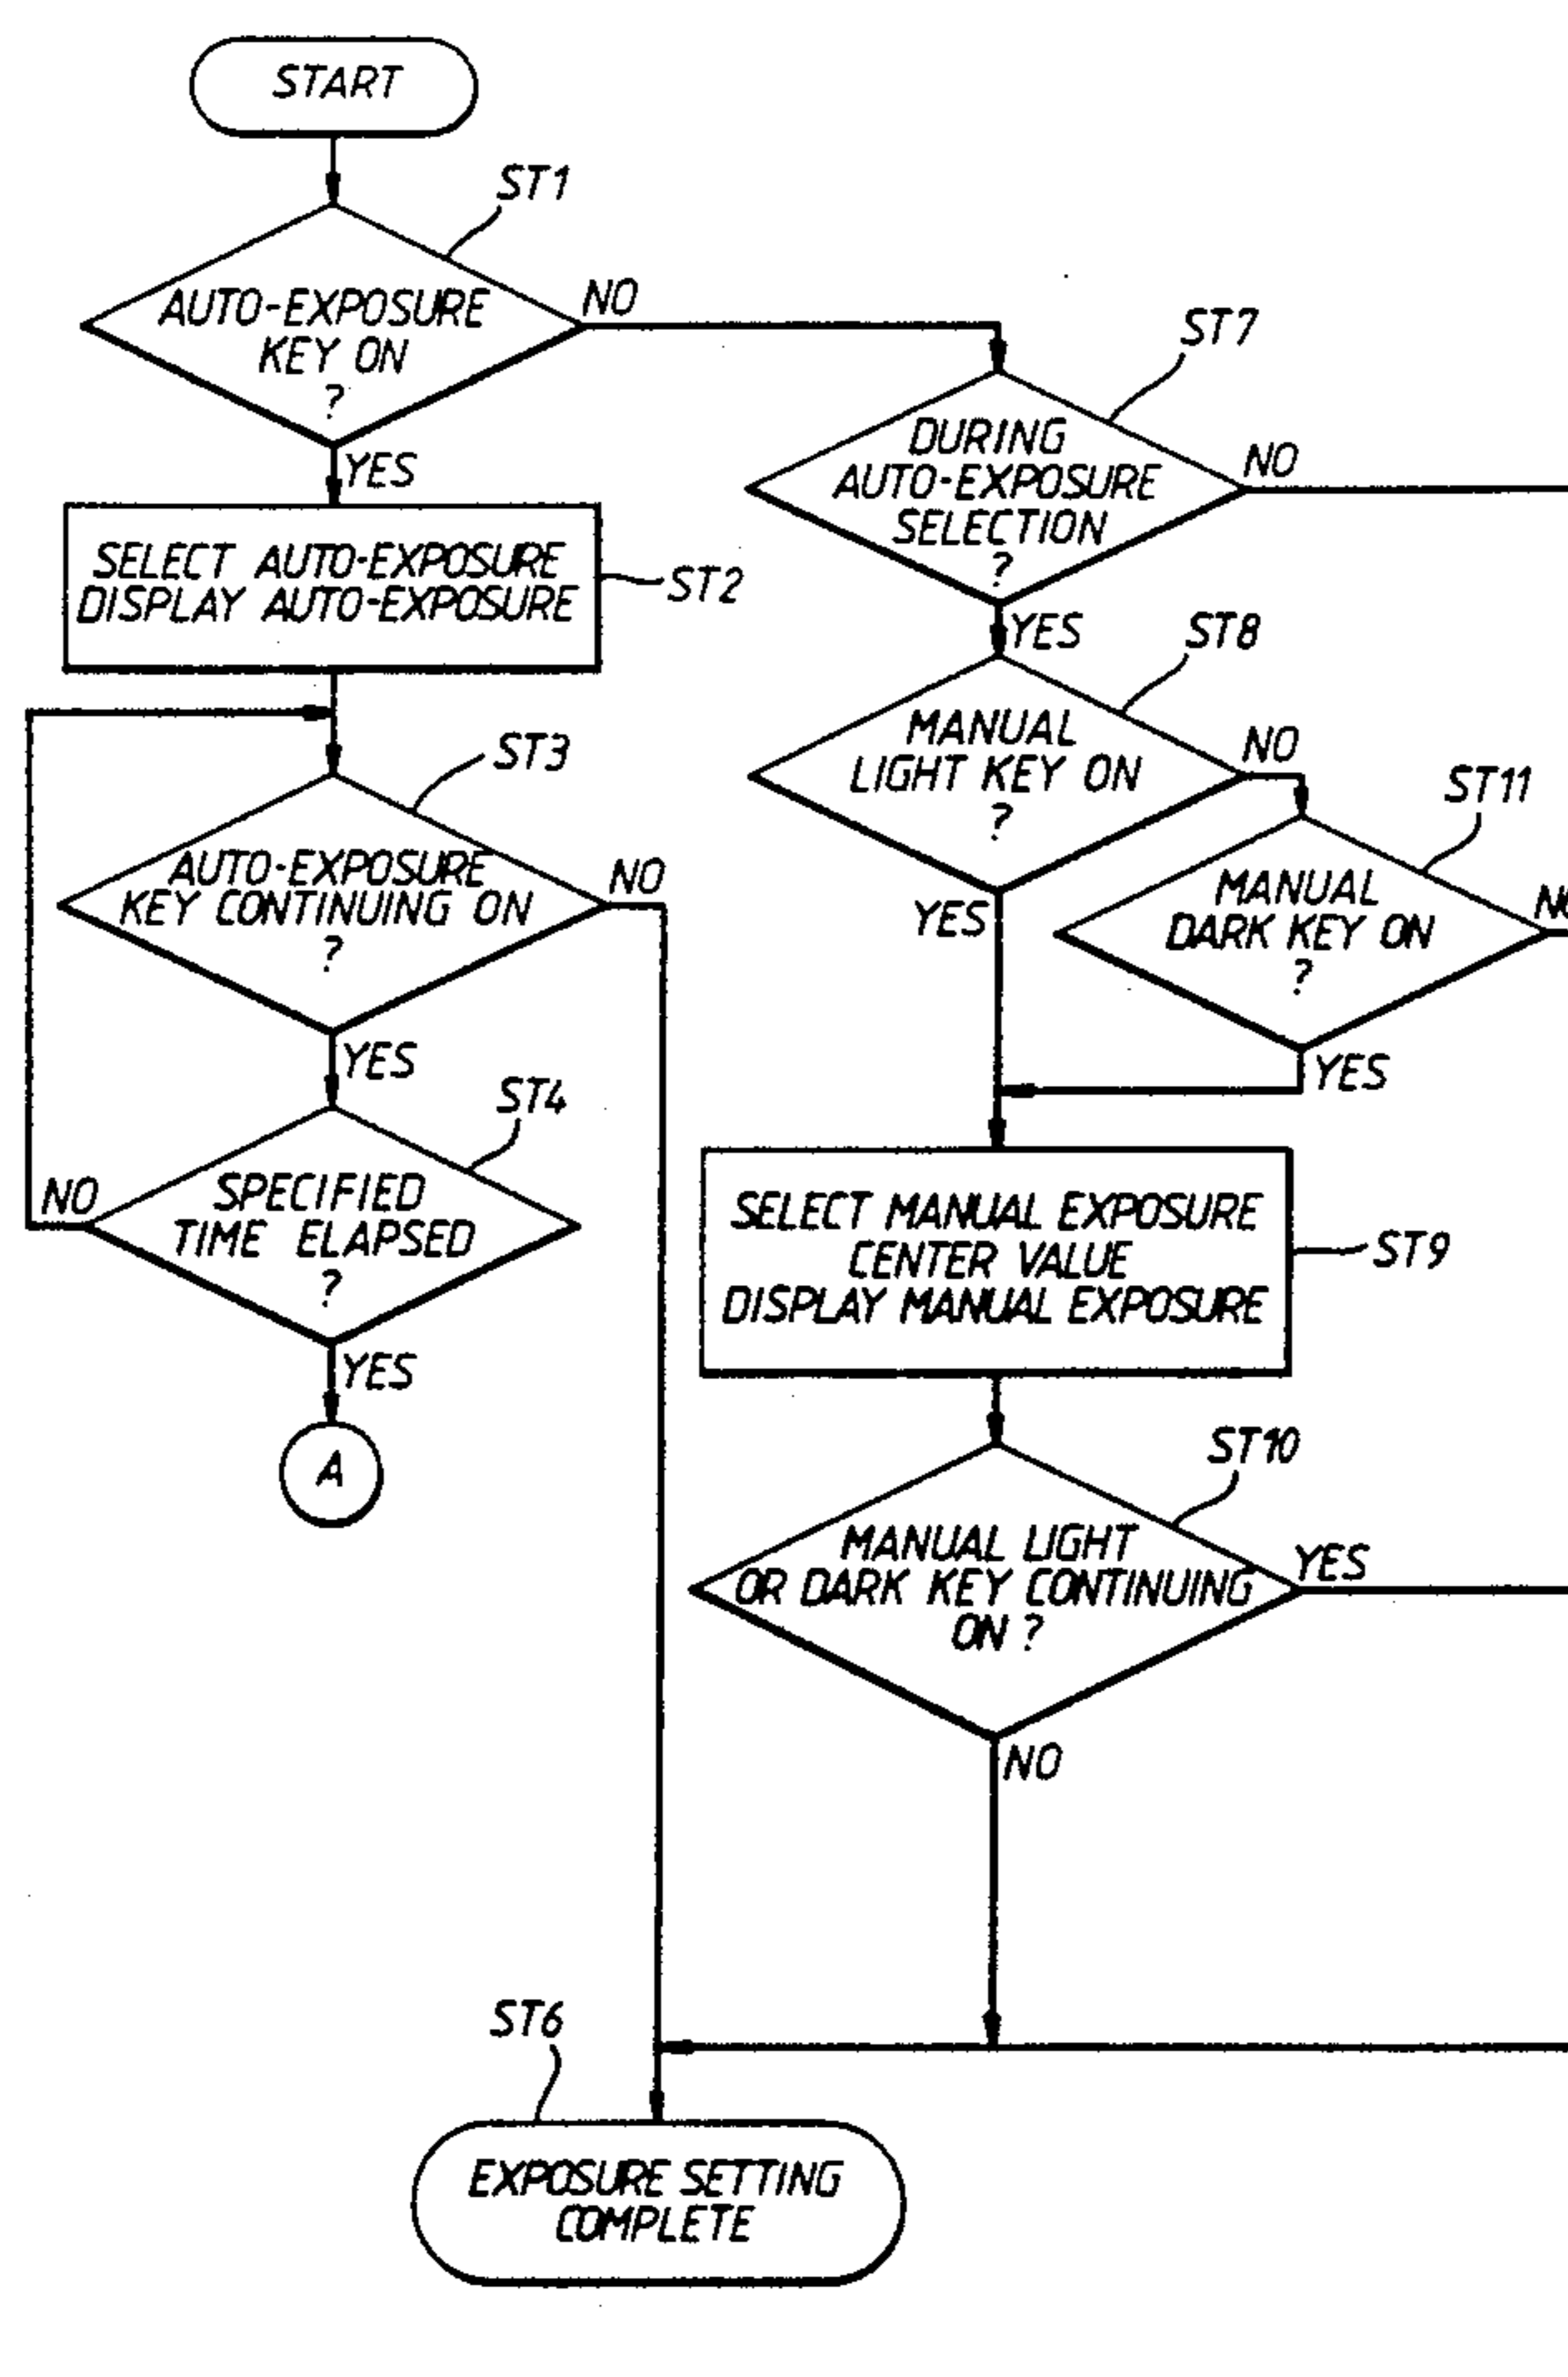 START
ST1
AUTO-EXPOSURE
KEY ON
?
NO
YES
SELECT AUTO-EXPOSURE
DISPLAY AUTO-EXPOSURE
ST2
ST3
AUTO-EXPOSURE
KEY CONTINUING ON
?
NO
YES
ST4
SPECIFIED
TIME ELAPSED
?
NO
YES
A
ST7
DURING
AUTO-EXPOSURE
SELECTION
?
NO
YES
ST8
MANUAL
LIGHT KEY ON
?
NO
YES
ST11
MANUAL
DARK KEY ON
?
NO
YES
SELECT MANUAL EXPOSURE
CENTER VALUE
DISPLAY MANUAL EXPOSURE
ST9
ST10
MANUAL LIGHT
OR DARK KEY CONTINUING
ON ?
YES
NO
ST6
EXPOSURE SETTING
COMPLETE